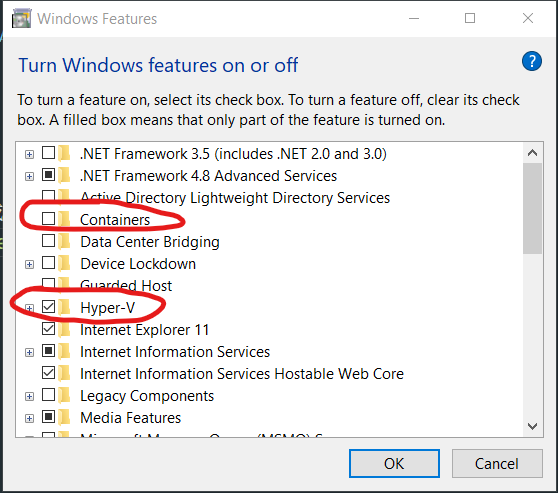 Windows Features
Turn Windows features on or off
?
To turn a feature on, select its check box. To turn a feature off, clear its check
box. A filled box means that only part of the feature is turned on.
.NET Framework 3.5 (includes .NET 2.0 and 3.0)
.NET Framework 4.8 Advanced Services
Active Directory Lightweight Directory Services
Containers
Data Center Bridging
Device Lockdown
Guarded Host
Hyper-V
Internet Explorer 11
Internet Information Services
Internet Information Services Hostable Web Core
Legacy Components
Media Features
OK
Cancel